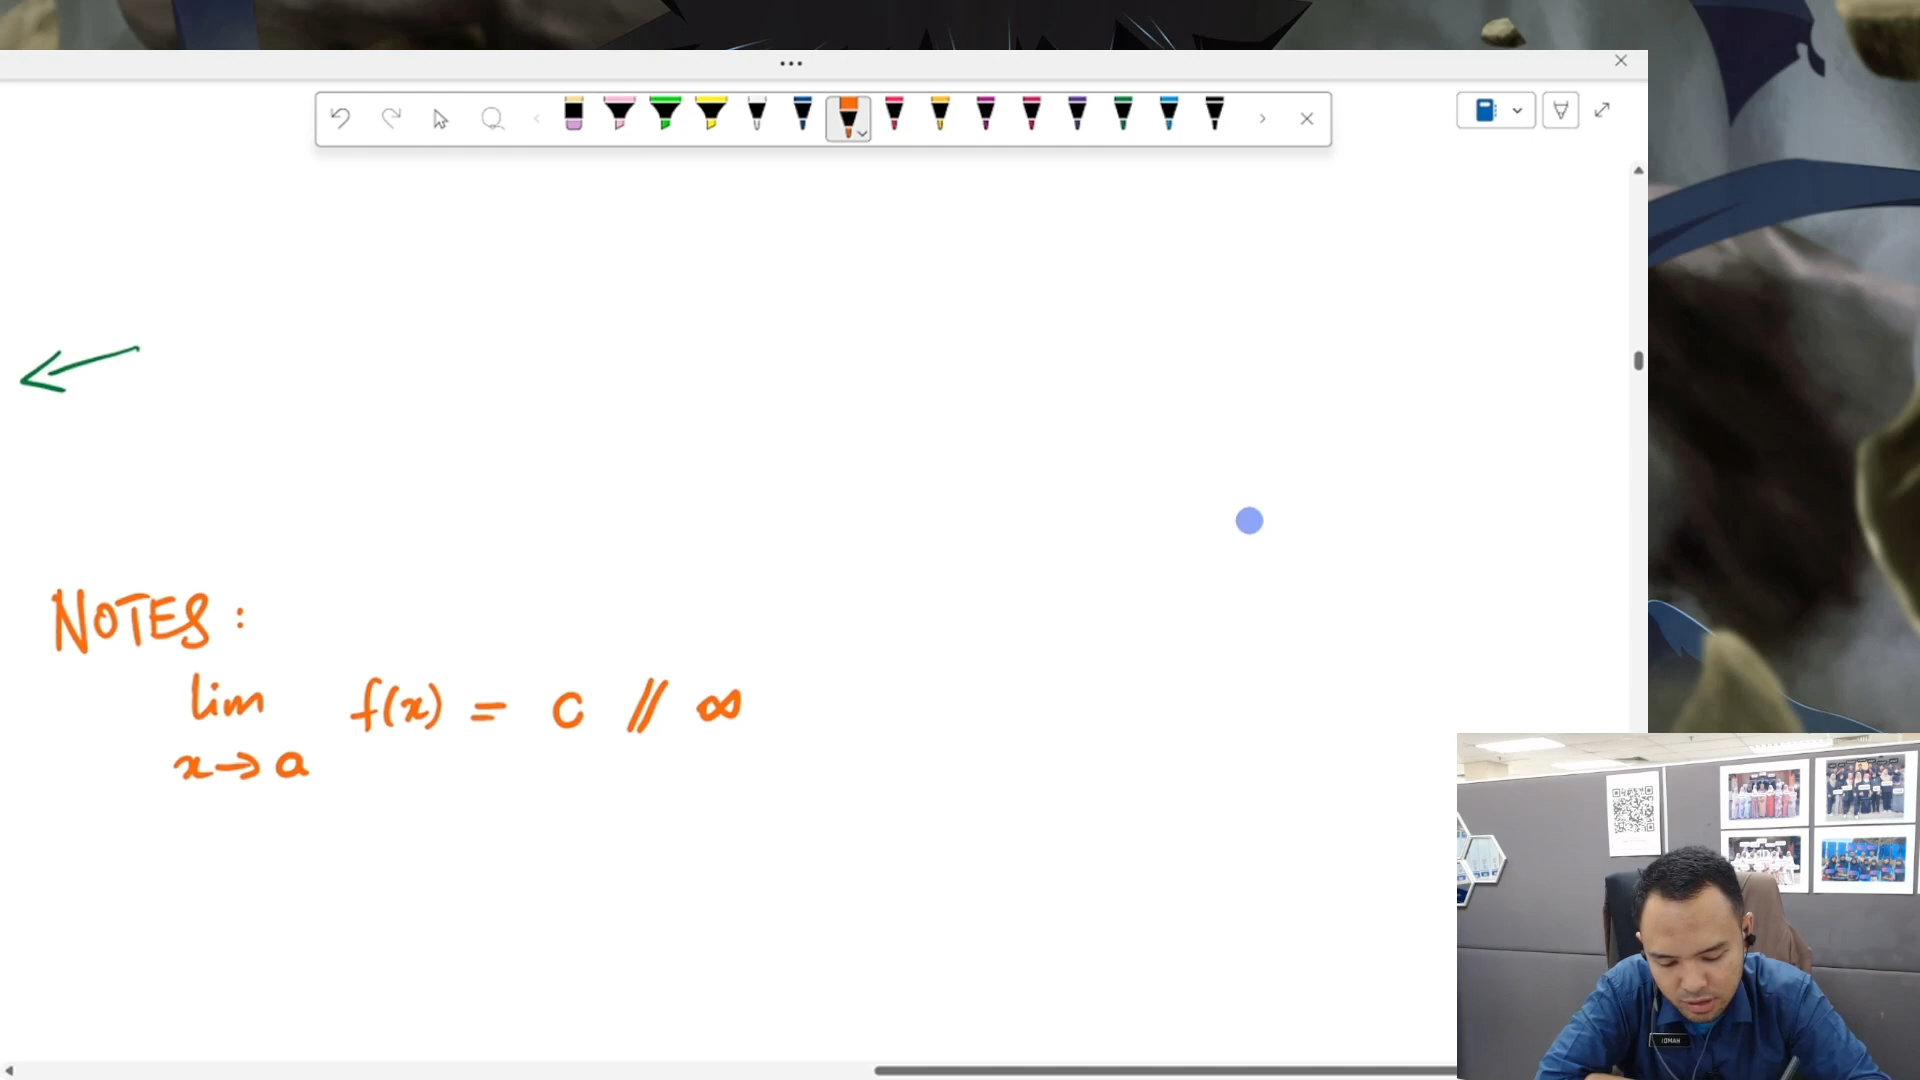 NOTES :
lim f(x) = c // ∞
x→a